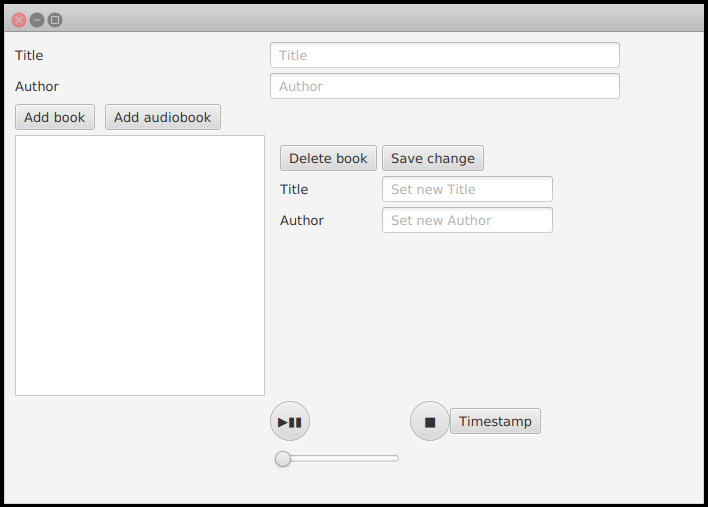 Title Title
Author Author
Add book Add audiobook
Delete book Save change
Title Set new Title
Author Set new Author
Timestamp